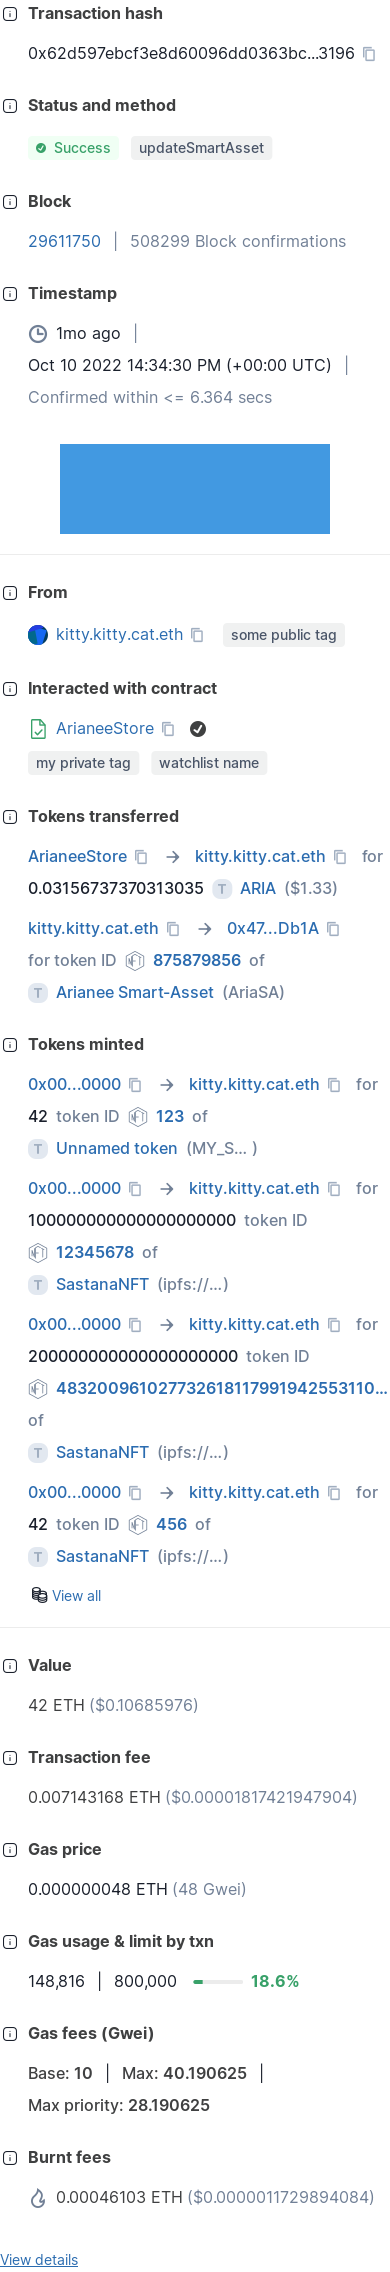 Transaction hash
0x62d597ebcf3e8d60096dd0363bc...3196
Status and method
Success updateSmartAsset
Block
29611750 | 508299 Block confirmations
Timestamp
1mo ago |
Oct 10 2022 14:34:30 PM (+00:00 UTC) |
Confirmed within <= 6.364 secs
From
kitty.kitty.cat.eth some public tag
Interacted with contract
ArianeeStore
my private tag watchlist name
Tokens transferred
ArianeeStore → kitty.kitty.cat.eth for
0.03156737370313035 T ARIA ($1.33)
kitty.kitty.cat.eth → 0x47...Db1A
for token ID NFT 875879856 of
T Arianee Smart-Asset (AriaSA)
Tokens minted
0x00...0000 → kitty.kitty.cat.eth for
42 token ID NFT 123 of
T Unnamed token (MY_S... )
0x00...0000 → kitty.kitty.cat.eth for
100000000000000000000 token ID
NFT 12345678 of
T SastanaNFT (ipfs://...)
0x00...0000 → kitty.kitty.cat.eth for
200000000000000000000 token ID
NFT 483200961027732618117991942553110...
of
T SastanaNFT (ipfs://...)
0x00...0000 → kitty.kitty.cat.eth for
42 token ID NFT 456 of
T SastanaNFT (ipfs://...)
View all
Value
42 ETH ($0.10685976)
Transaction fee
0.007143168 ETH ($0.00001817421947904)
Gas price
0.000000048 ETH (48 Gwei)
Gas usage & limit by txn
148,816 | 800,000 18.6%
Gas fees (Gwei)
Base: 10 | Max: 40.190625 |
Max priority: 28.190625
Burnt fees
0.00046103 ETH ($0.0000011729894084)
View details